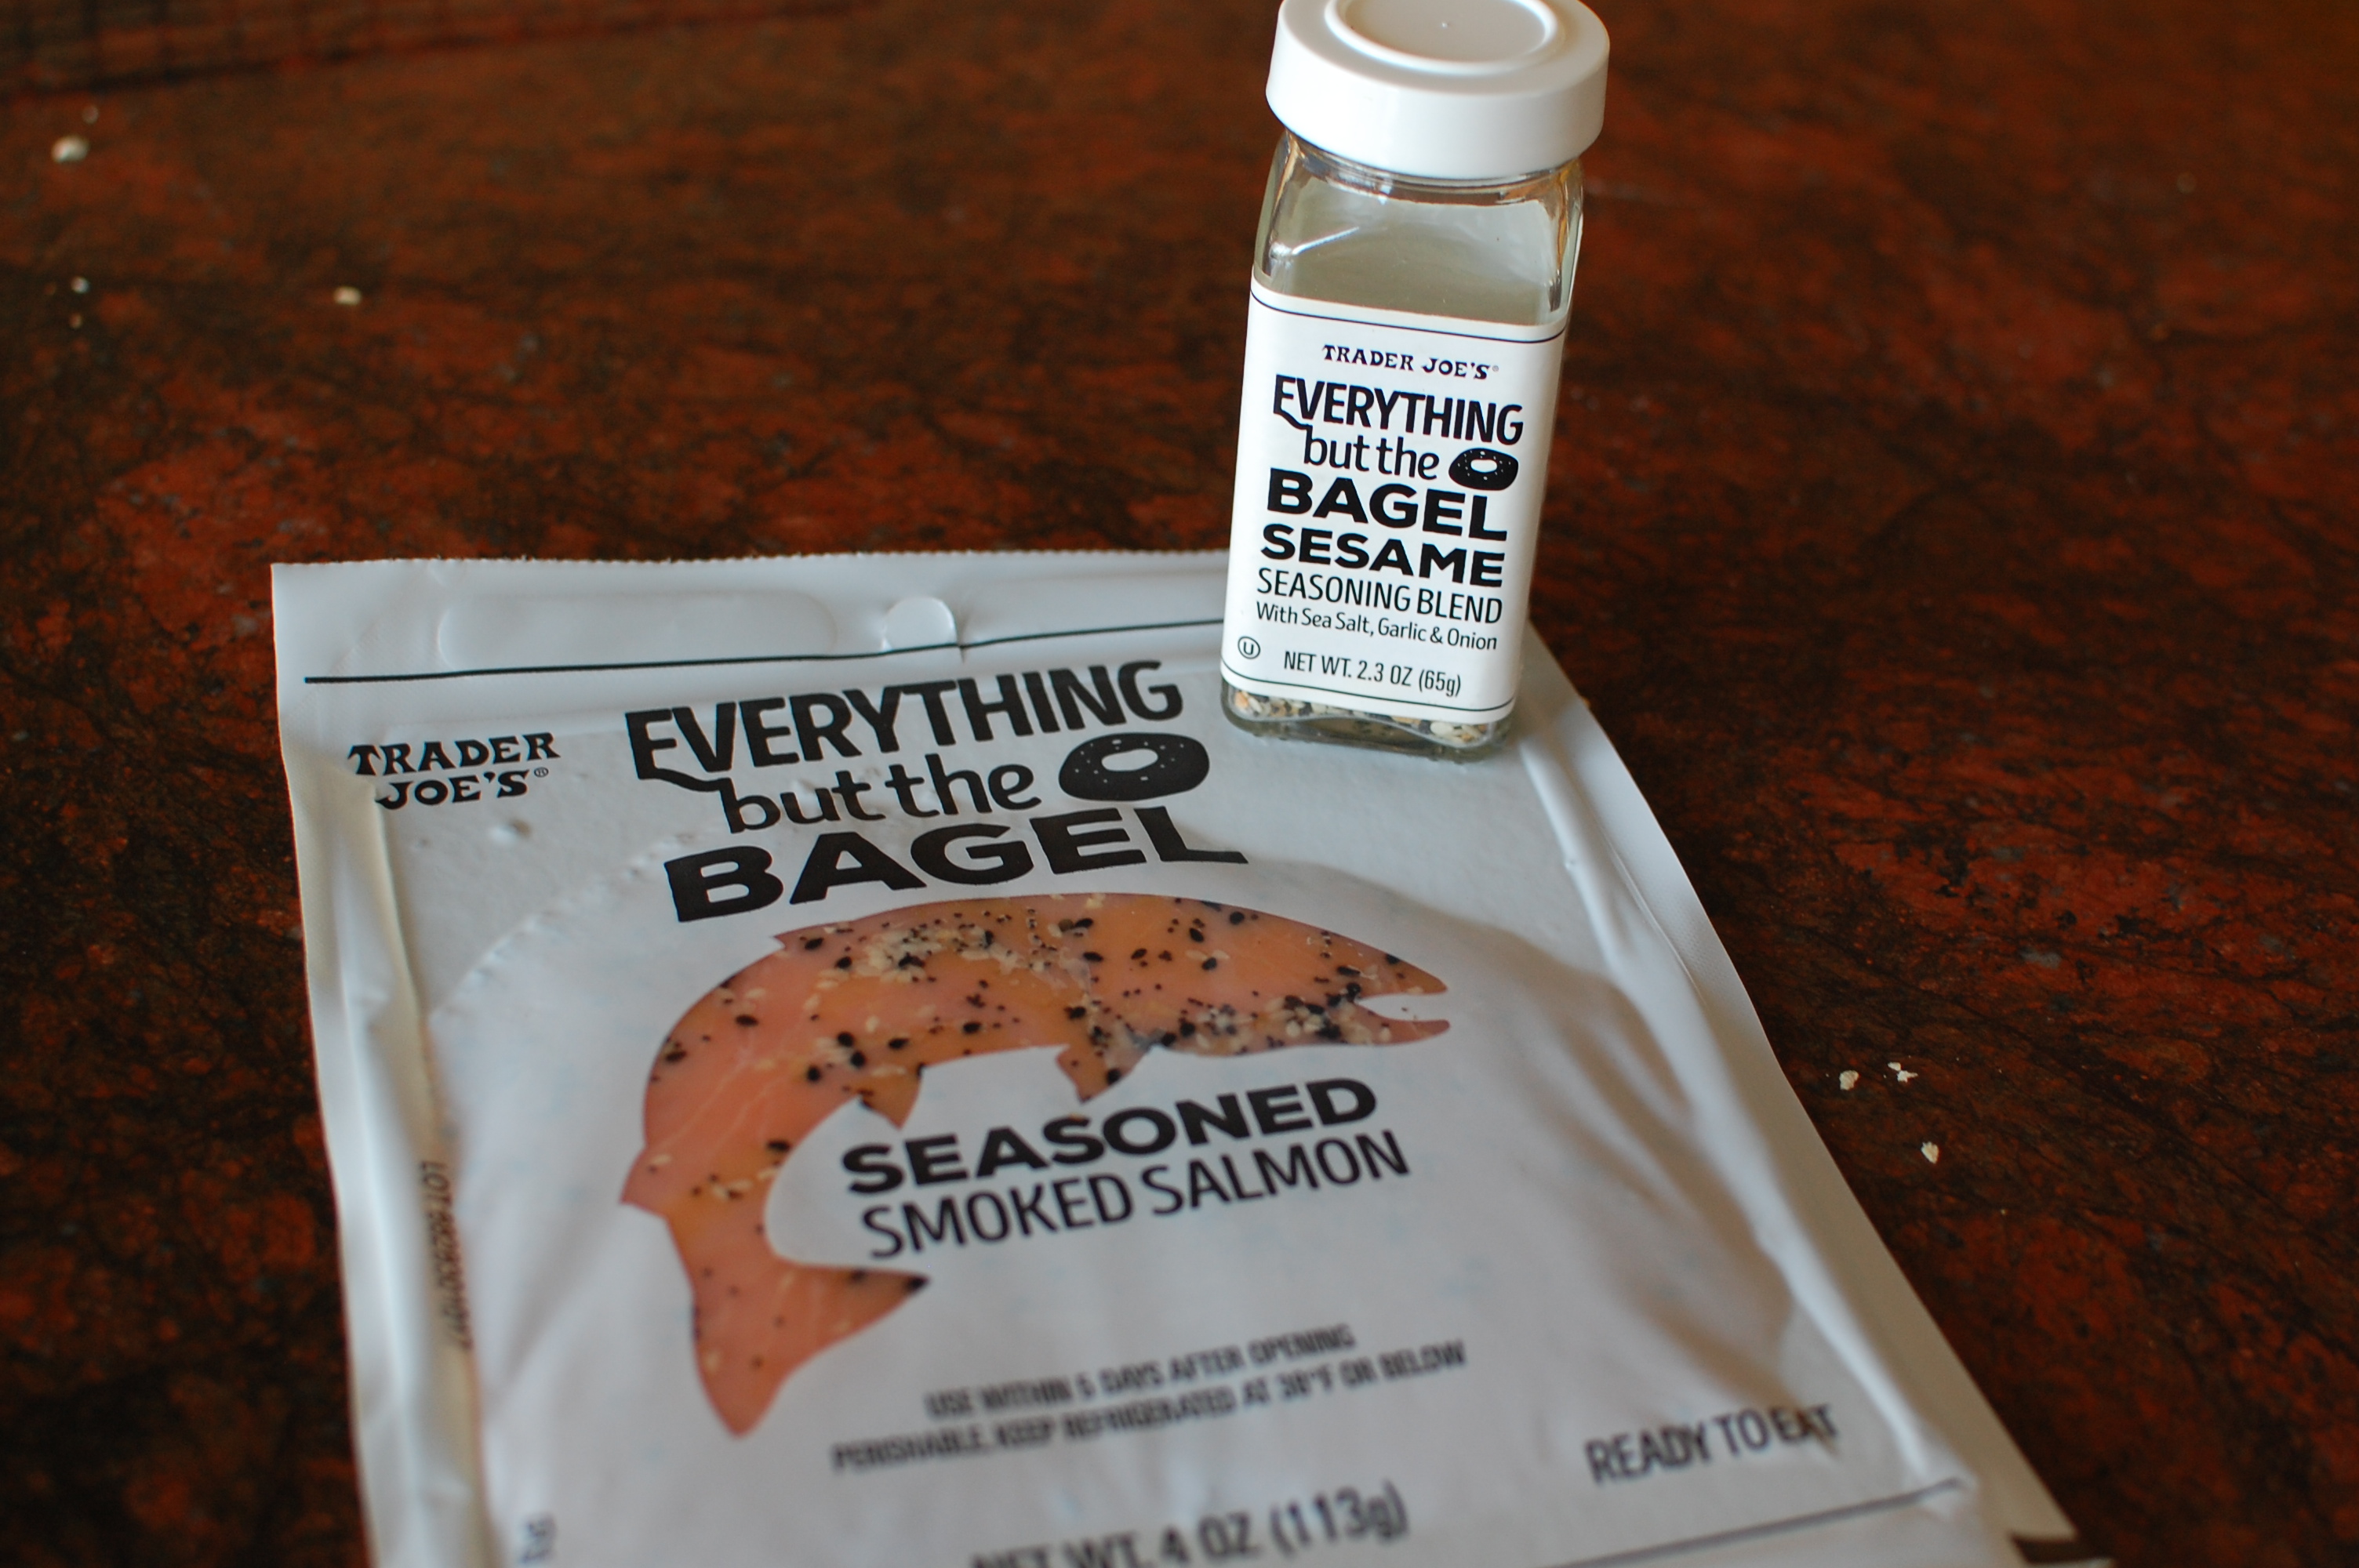 TRADER JOE'S®
EVERYTHING
but the
BAGEL
SESAME
SEASONING BLEND
With Sea Salt, Garlic & Onion
U
NET WT. 2.3 OZ (65g)
TRADER
JOE'S®
EVERYTHING
but the
BAGEL
SEASONED
SMOKED SALMON
USE WITHIN 5 DAYS AFTER OPENING
PERISHABLE. KEEP REFRIGERATED AT 38°F OR BELOW
READY TO EAT
NET WT. 4 OZ (113g)